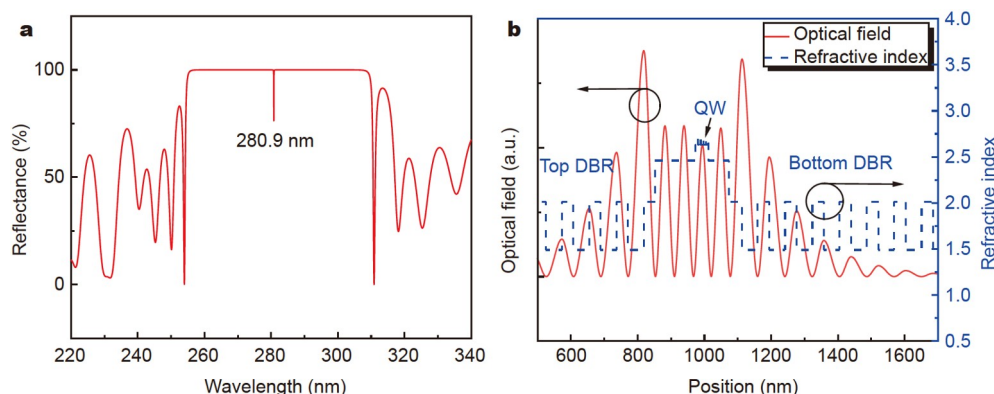 a
Reflectance (%)
100
50
0
280.9 nm
220 240 260 280 300 320 340
Wavelength (nm)
b
Optical field (a.u.)
Optical field
Refractive index
QW
Top DBR
Bottom DBR
4.0
3.5
3.0
2.5
2.0
1.5
1.0
0.5
Refractive index
600 800 1000 1200 1400 1600
Position (nm)